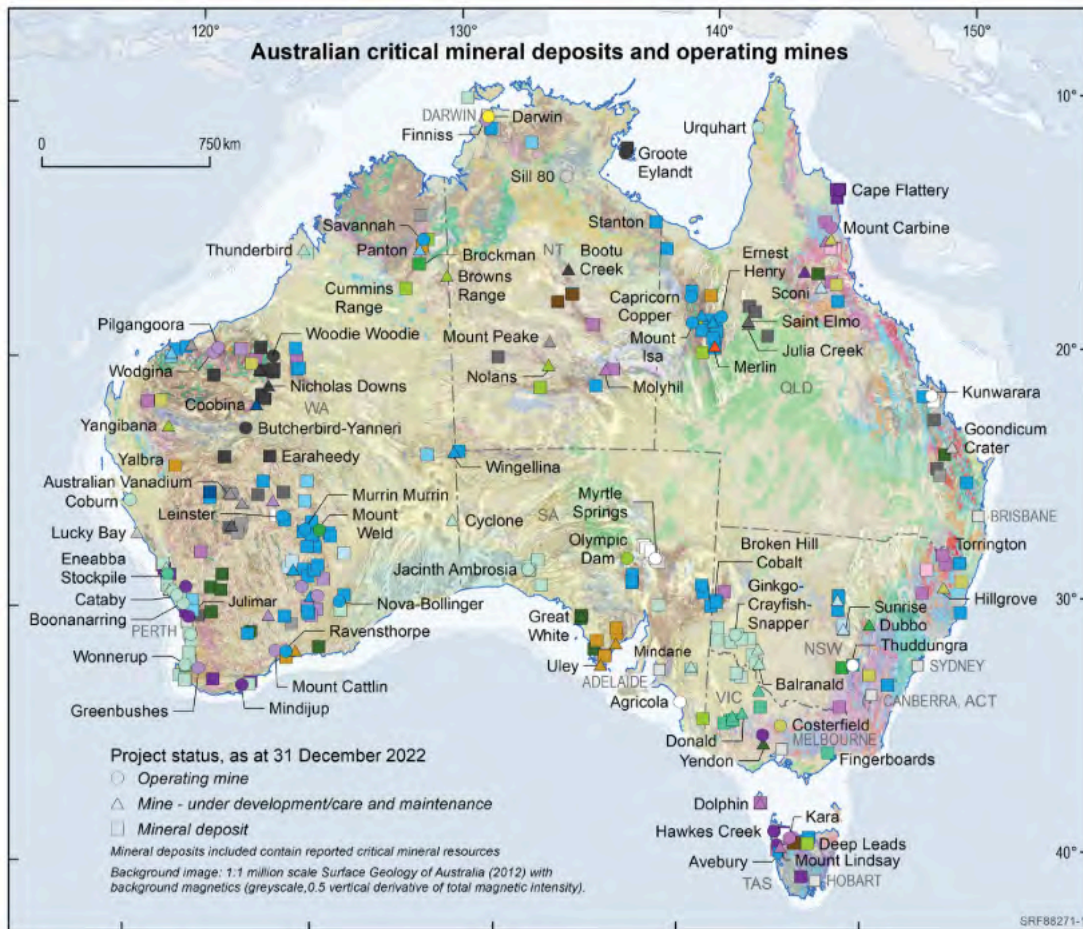 120°
130°
140°
150°
Australian critical mineral deposits and operating mines
10°
DARWIN
Darwin
Finniss
Urquhart
0
750 km
Groote
Eylandt
Sill 80
Cape Flattery
Savannah
Stanton
Mount Carbine
Thunderbird
Panton
NT
Bootu
Creek
Ernest
Henry
Brockman
Browns
Range
Cummins
Range
Capricorn
Copper
Sconi
Pilgangoora
Woodie Woodie
Mount Peake
Mount
Isa
Saint Elmo
20°
Wodgina
Nolans
Merlin
Julia Creek
Nicholas Downs
Molyhil
QLD
Kunwarara
Coobina
WA
Yangibana
Butcherbird-Yanneri
Goondicum
Crater
Yalbra
Earaheedy
Wingellina
Australian Vanadium
Coburn
Murrin Murrin
Myrtle
Springs
Leinster
Mount
Weld
Cyclone
SA
BRISBANE
Lucky Bay
Olympic
Dam
Broken Hill
Cobalt
Torrington
Eneabba
Stockpile
Jacinth Ambrosia
Ginkgo-
Crayfish-
Snapper
Cataby
Julimar
Nova-Bollinger
Hillgrove
Boonanarring
Great
White
Sunrise
30°
PERTH
Ravensthorpe
Dubbo
Mindarie
NSW
Thuddungra
Wonnerup
Uley
SYDNEY
ADELAIDE
Balranald
Mount Cattlin
VIC
CANBERRA, ACT
Greenbushes
Mindijup
Agricola
Costerfield
Donald
MELBOURNE
Yendon
Fingerboards
Project status, as at 31 December 2022
Operating mine
Mine - under development/care and maintenance
Mineral deposit
Mineral deposits included contain reported critical mineral resources
Background image: 1:1 million scale Surface Geology of Australia (2012) with
background magnetics (greyscale,0.5 vertical derivative of total magnetic intensity).
Dolphin
Kara
Hawkes Creek
Deep Leads
Avebury
Mount Lindsay
40°
TAS
HOBART
SRF88271-1